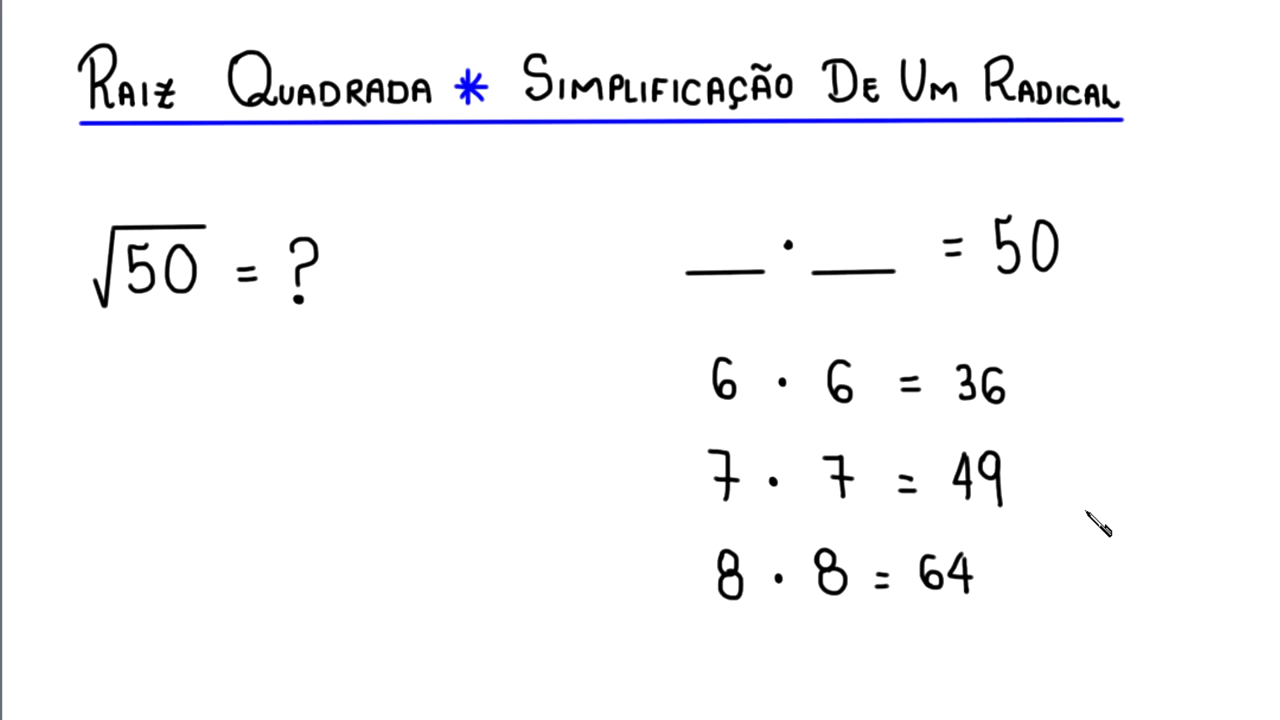 RAIZ QUADRADA * SIMPLIFICAÇÃO DE UM RADICAL
√50 = ?
__ · __ = 50
6 · 6 = 36
7 · 7 = 49
8 · 8 = 64